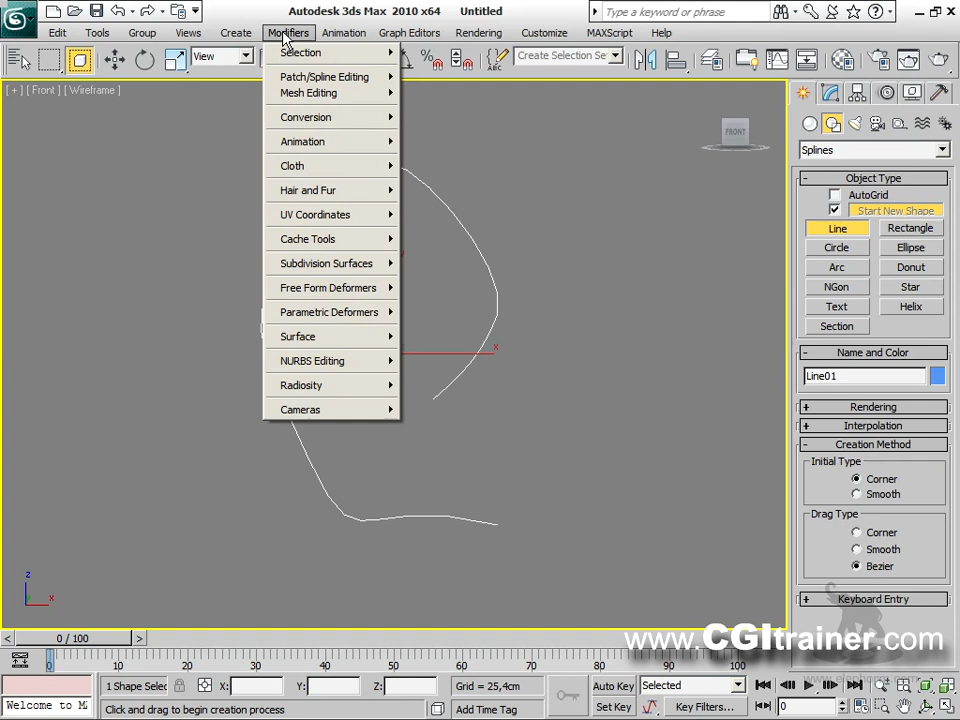 Autodesk 3ds Max 2010 x64 Untitled
Type a keyword or phrase
Edit Tools Group Views Create Modifiers Animation Graph Editors Rendering Customize MAXScript Help
View
Create Selection Se
[ + ] [ Front ] [ Wireframe ]
Selection
Patch/Spline Editing
Mesh Editing
Conversion
Animation
Cloth
Hair and Fur
UV Coordinates
Cache Tools
Subdivision Surfaces
Free Form Deformers
Parametric Deformers
Surface
NURBS Editing
Radiosity
Cameras
FRONT
x
z
x
Splines
- Object Type
AutoGrid
Start New Shape
Line Rectangle
Circle Ellipse
Arc Donut
NGon Star
Text Helix
Section
- Name and Color
Line01
+ Rendering
+ Interpolation
- Creation Method
Initial Type
Corner
Smooth
Drag Type
Corner
Smooth
Bezier
+ Keyboard Entry
www.CGItrainer.com
< 0 / 100 >
0 10 20 30 40 50 60 70 80 90 100
1 Shape Selec X: Y: Z: Grid = 25,4cm Auto Key Selected
Welcome to M Click and drag to begin creation process Add Time Tag Set Key Key Filters... 0